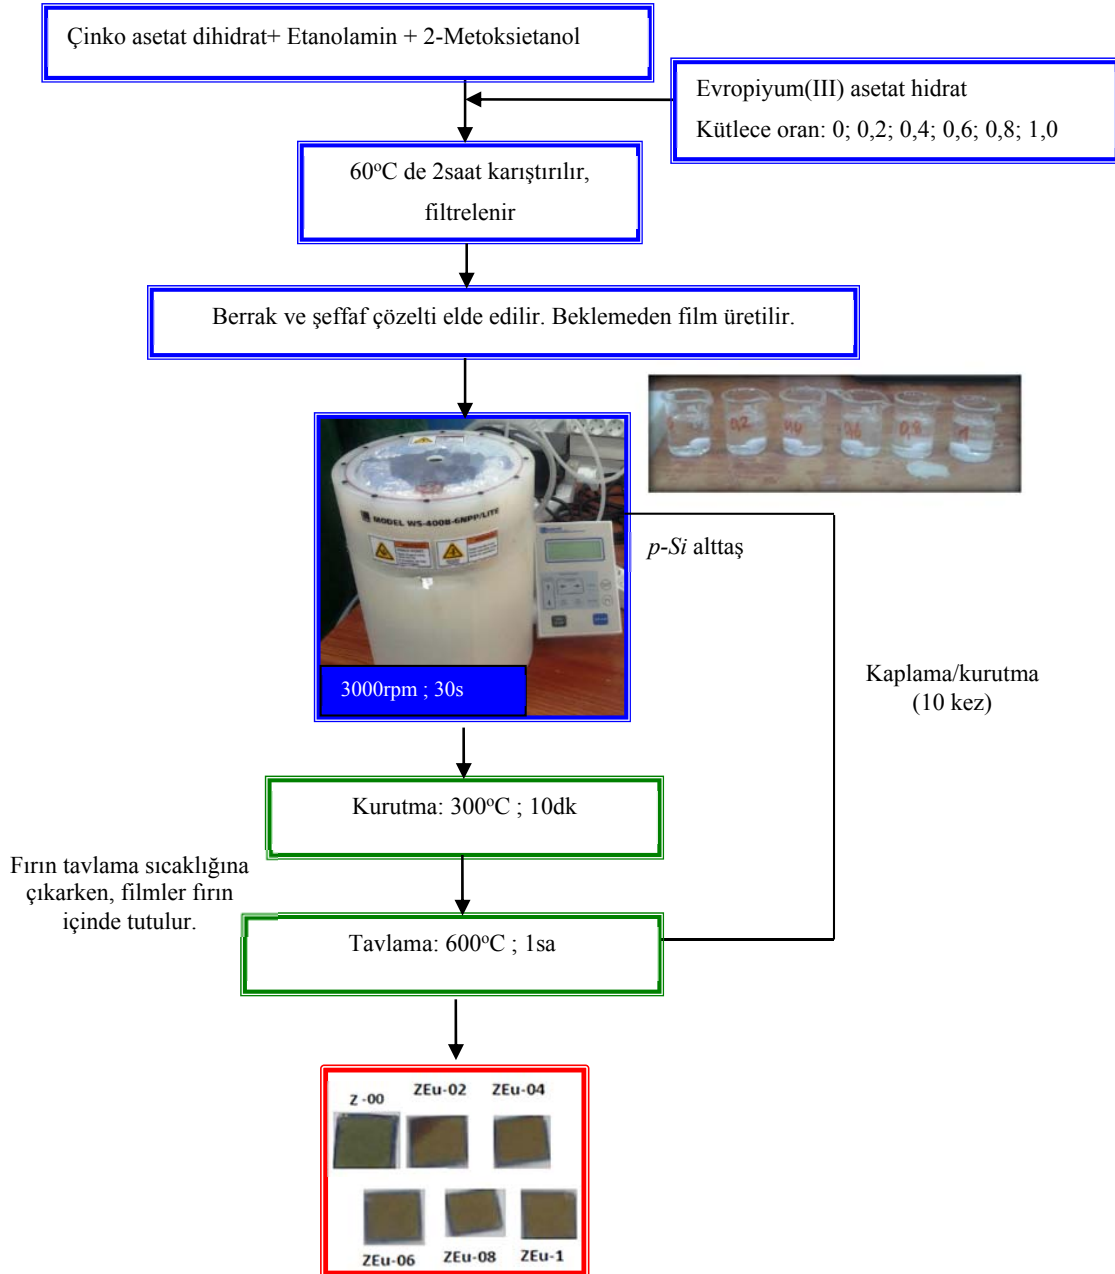 Çinko asetat dihidrat+ Etanolamin + 2-Metoksietanol
Evropiyum(III) asetat hidrat
Kütlece oran: 0; 0,2; 0,4; 0,6; 0,8; 1,0
60°C de 2saat karıştırılır,
filtrelenir
Berrak ve şeffaf çözelti elde edilir. Beklemeden film üretilir.
0,2
0,4
0,6
0,8
1
MODEL WS-400B-6NPP/LITE
p-Si alttaş
3000rpm ; 30s
Kaplama/kurutma
(10 kez)
Kurutma: 300°C ; 10dk
Fırın tavlama sıcaklığına
çıkarken, filmler fırın
içinde tutulur.
Tavlama: 600°C ; 1sa
Z -00
ZEu-02
ZEu-04
ZEu-06
ZEu-08
ZEu-1